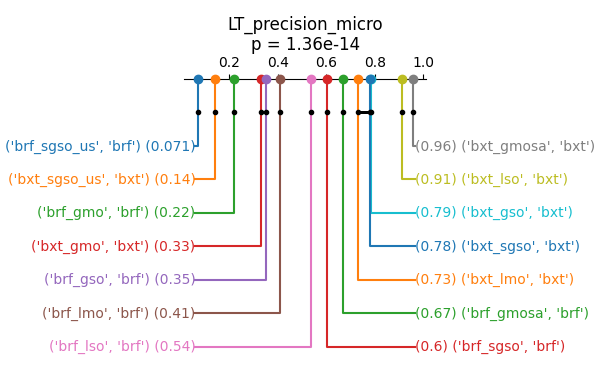 LT_precision_micro
p = 1.36e-14
0.2 0.4 0.6 0.8 1.0
('brf_sgso_us', 'brf') (0.071)
(0.96) ('bxt_gmosa', 'bxt')
('bxt_sgso_us', 'bxt') (0.14)
(0.91) ('bxt_lso', 'bxt')
('brf_gmo', 'brf') (0.22)
(0.79) ('bxt_gso', 'bxt')
('bxt_gmo', 'bxt') (0.33)
(0.78) ('bxt_sgso', 'bxt')
('brf_gso', 'brf') (0.35)
(0.73) ('bxt_lmo', 'bxt')
('brf_lmo', 'brf') (0.41)
(0.67) ('brf_gmosa', 'brf')
('brf_lso', 'brf') (0.54)
(0.6) ('brf_sgso', 'brf')